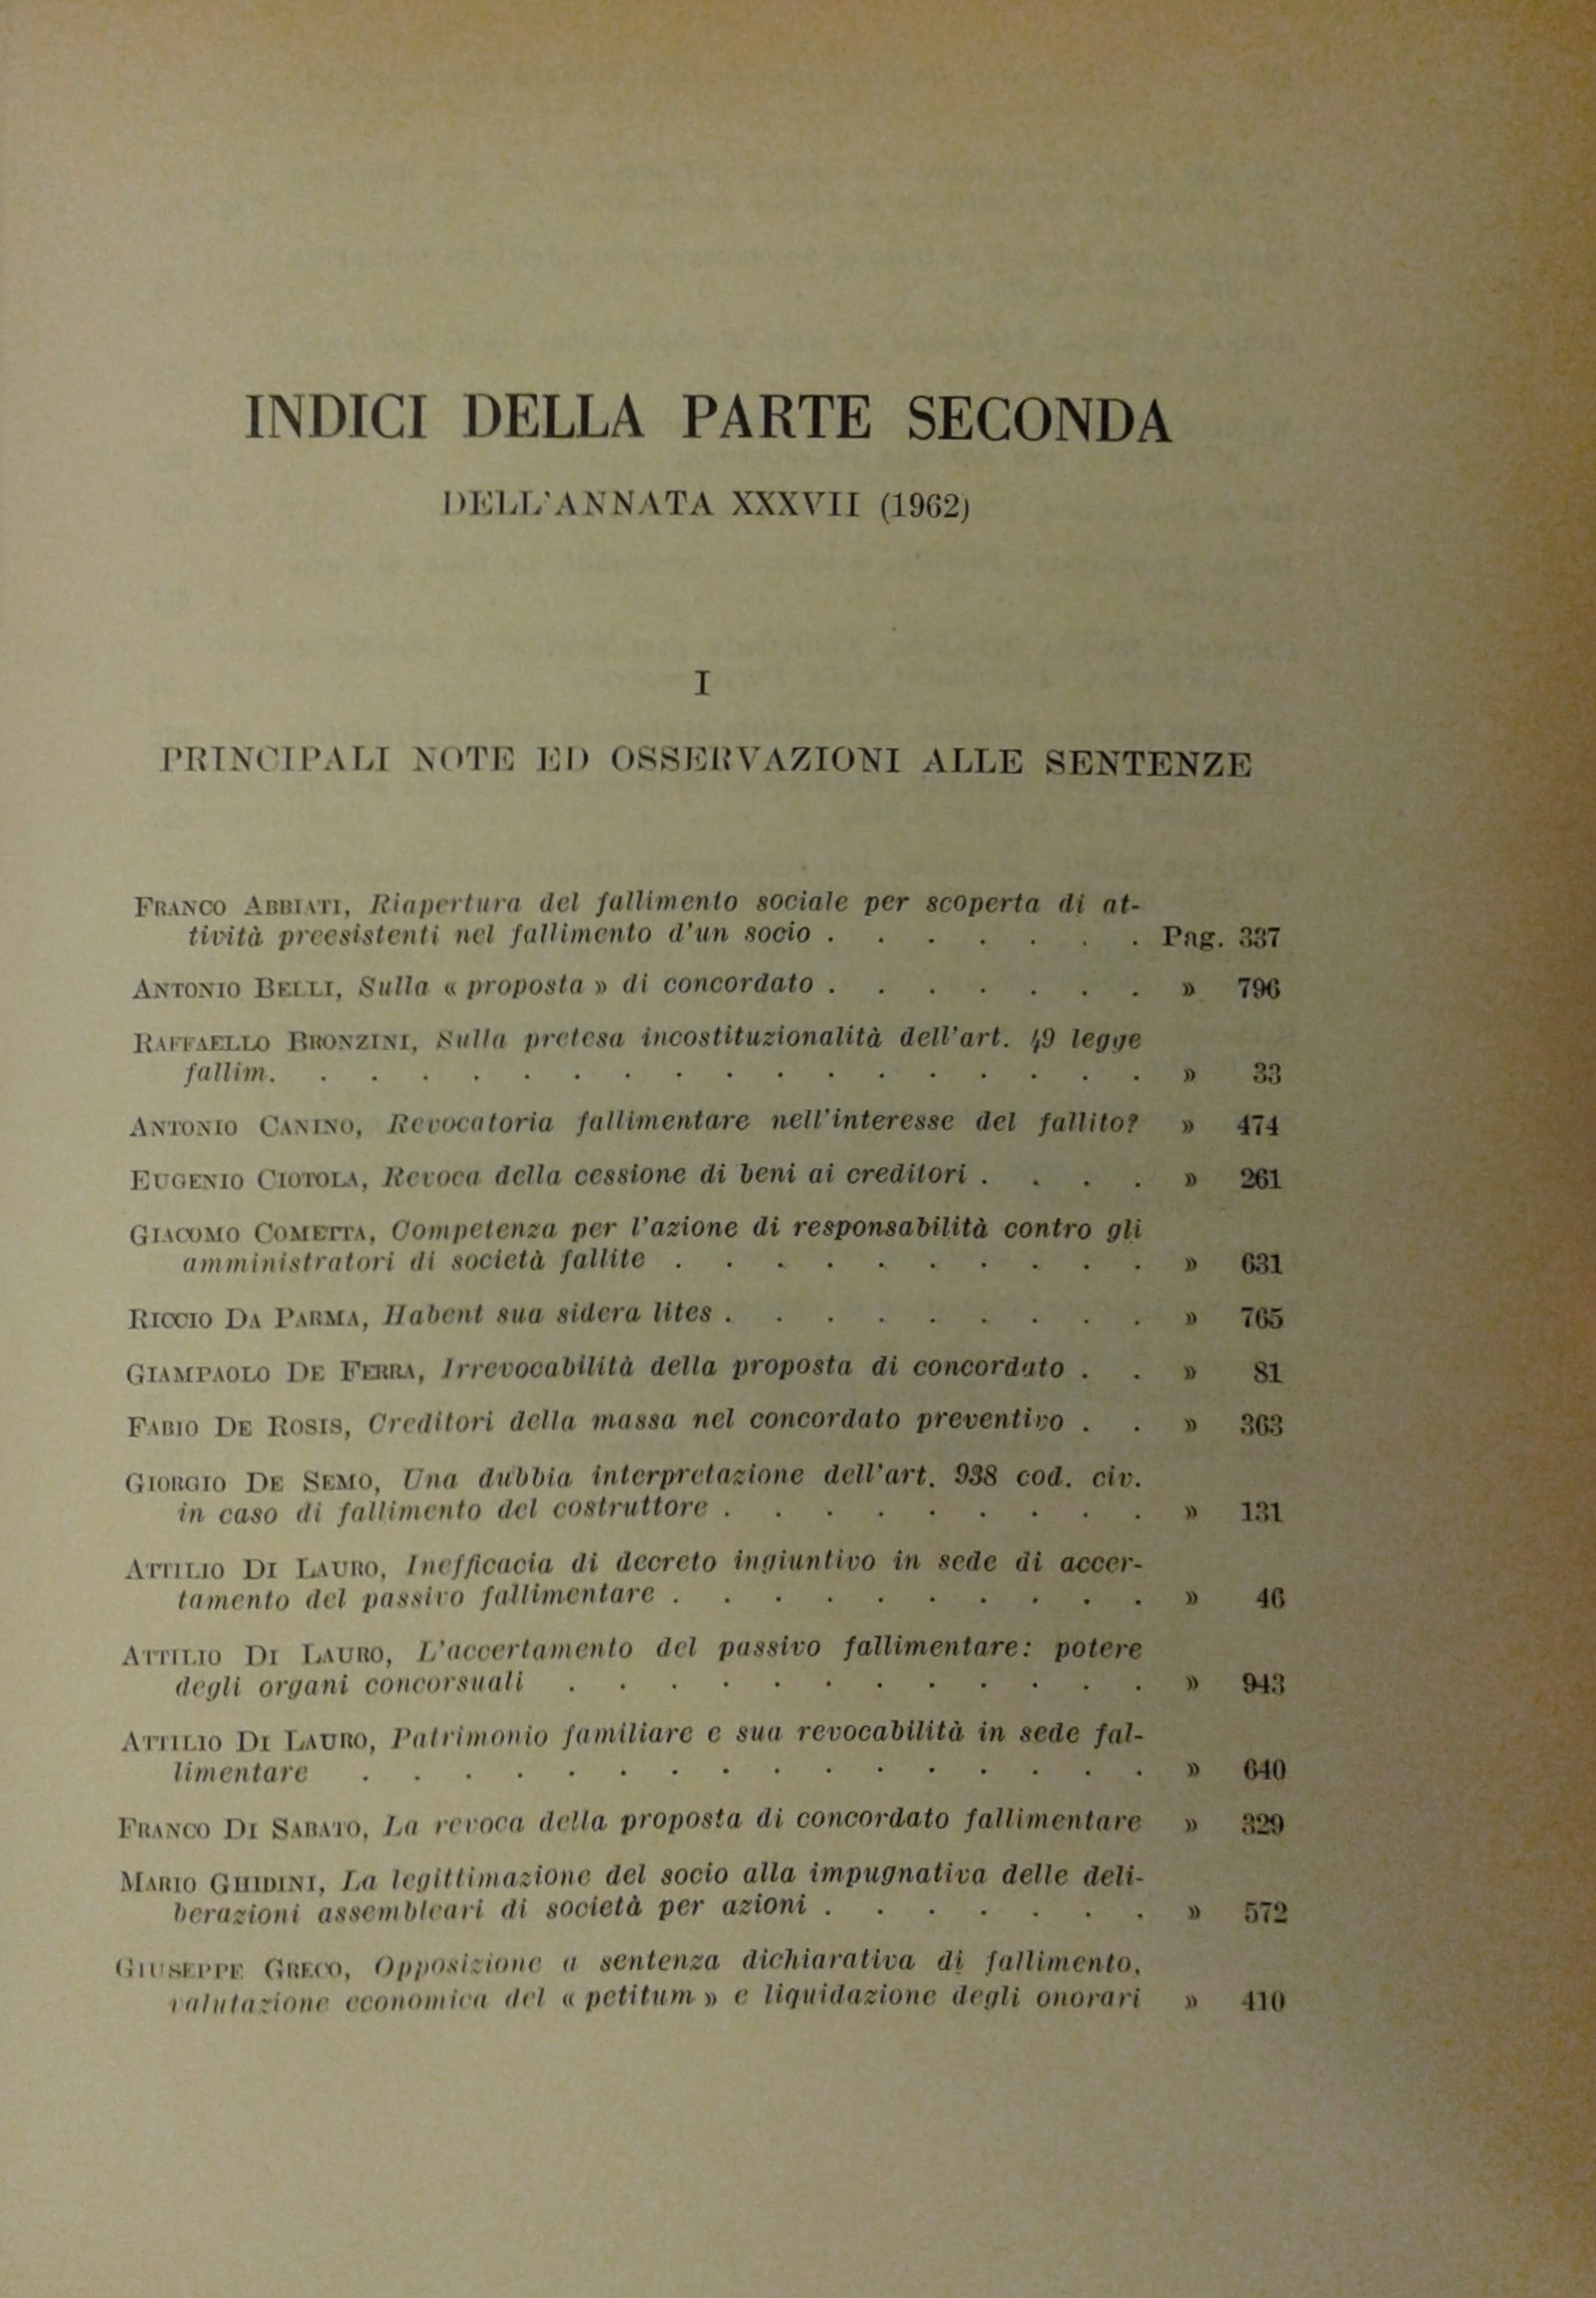 INDICI DELLA PARTE SECONDA
DELL'ANNATA XXXVII (1962)
I
PRINCIPALI NOTE ED OSSERVAZIONI ALLE SENTENZE
FRANCO ABBIATI, Riapertura del fallimento sociale per scoperta di at-
tività preesistenti nel fallimento d'un socio . . . . . . . Pag. 337
ANTONIO BELLI, Sulla « proposta » di concordato . . . . . . . » 796
RAFFAELLO BRONZINI, Sulla pretesa incostituzionalità dell'art. 49 legge
fallim. . . . . . . . . . . . . . . . . . . » 33
ANTONIO CANINO, Revocatoria fallimentare nell'interesse del fallito? » 474
EUGENIO CIOTOLA, Revoca della cessione di beni ai creditori . . . . » 261
GIACOMO COMETTA, Competenza per l'azione di responsabilità contro gli
amministratori di società fallite . . . . . . . . . . » 631
RICCIO DA PARMA, Habent sua sidera lites . . . . . . . . . » 765
GIAMPAOLO DE FERRA, Irrevocabilità della proposta di concordato . . » 81
FABIO DE ROSIS, Creditori della massa nel concordato preventivo . . » 363
GIORGIO DE SEMO, Una dubbia interpretazione dell'art. 938 cod. civ.
in caso di fallimento del costruttore . . . . . . . . . » 131
ATTILIO DI LAURO, Inefficacia di decreto ingiuntivo in sede di accer-
tamento del passivo fallimentare . . . . . . . . . . » 46
ATTILIO DI LAURO, L'accertamento del passivo fallimentare: potere
degli organi concorsuali . . . . . . . . . . . . » 943
ATTILIO DI LAURO, Patrimonio familiare e sua revocabilità in sede fal-
limentare . . . . . . . . . . . . . . . . » 640
FRANCO DI SABATO, La revoca della proposta di concordato fallimentare » 329
MARIO GHIDINI, La legittimazione del socio alla impugnativa delle deli-
berazioni assembleari di società per azioni . . . . . . . » 572
GIUSEPPE GRECO, Opposizione a sentenza dichiarativa di fallimento,
valutazione economica del « petitum » e liquidazione degli onorari » 410